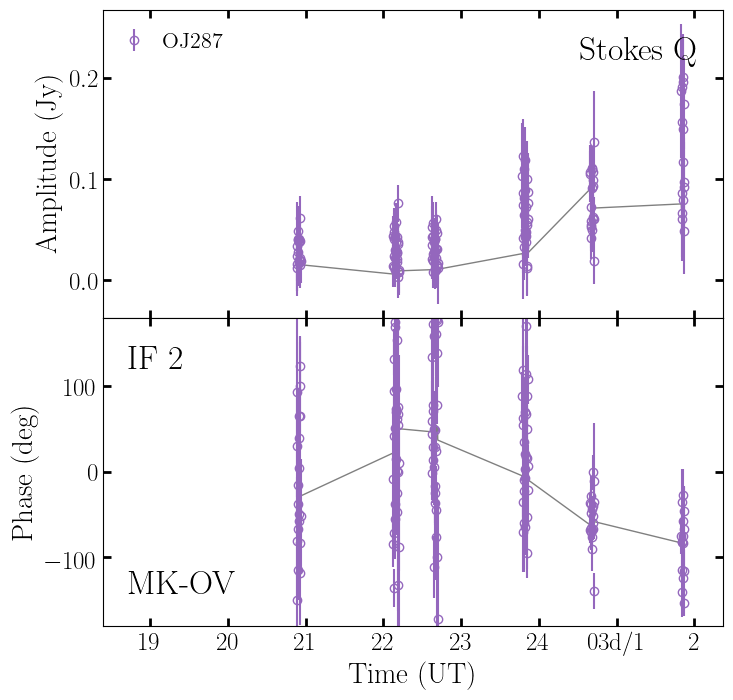 OJ287
Stokes Q
0.2
0.1
0.0
Amplitude (Jy)
IF 2
100
0
−100
Phase (deg)
MK-OV
19 20 21 22 23 24 03d/1 2
Time (UT)